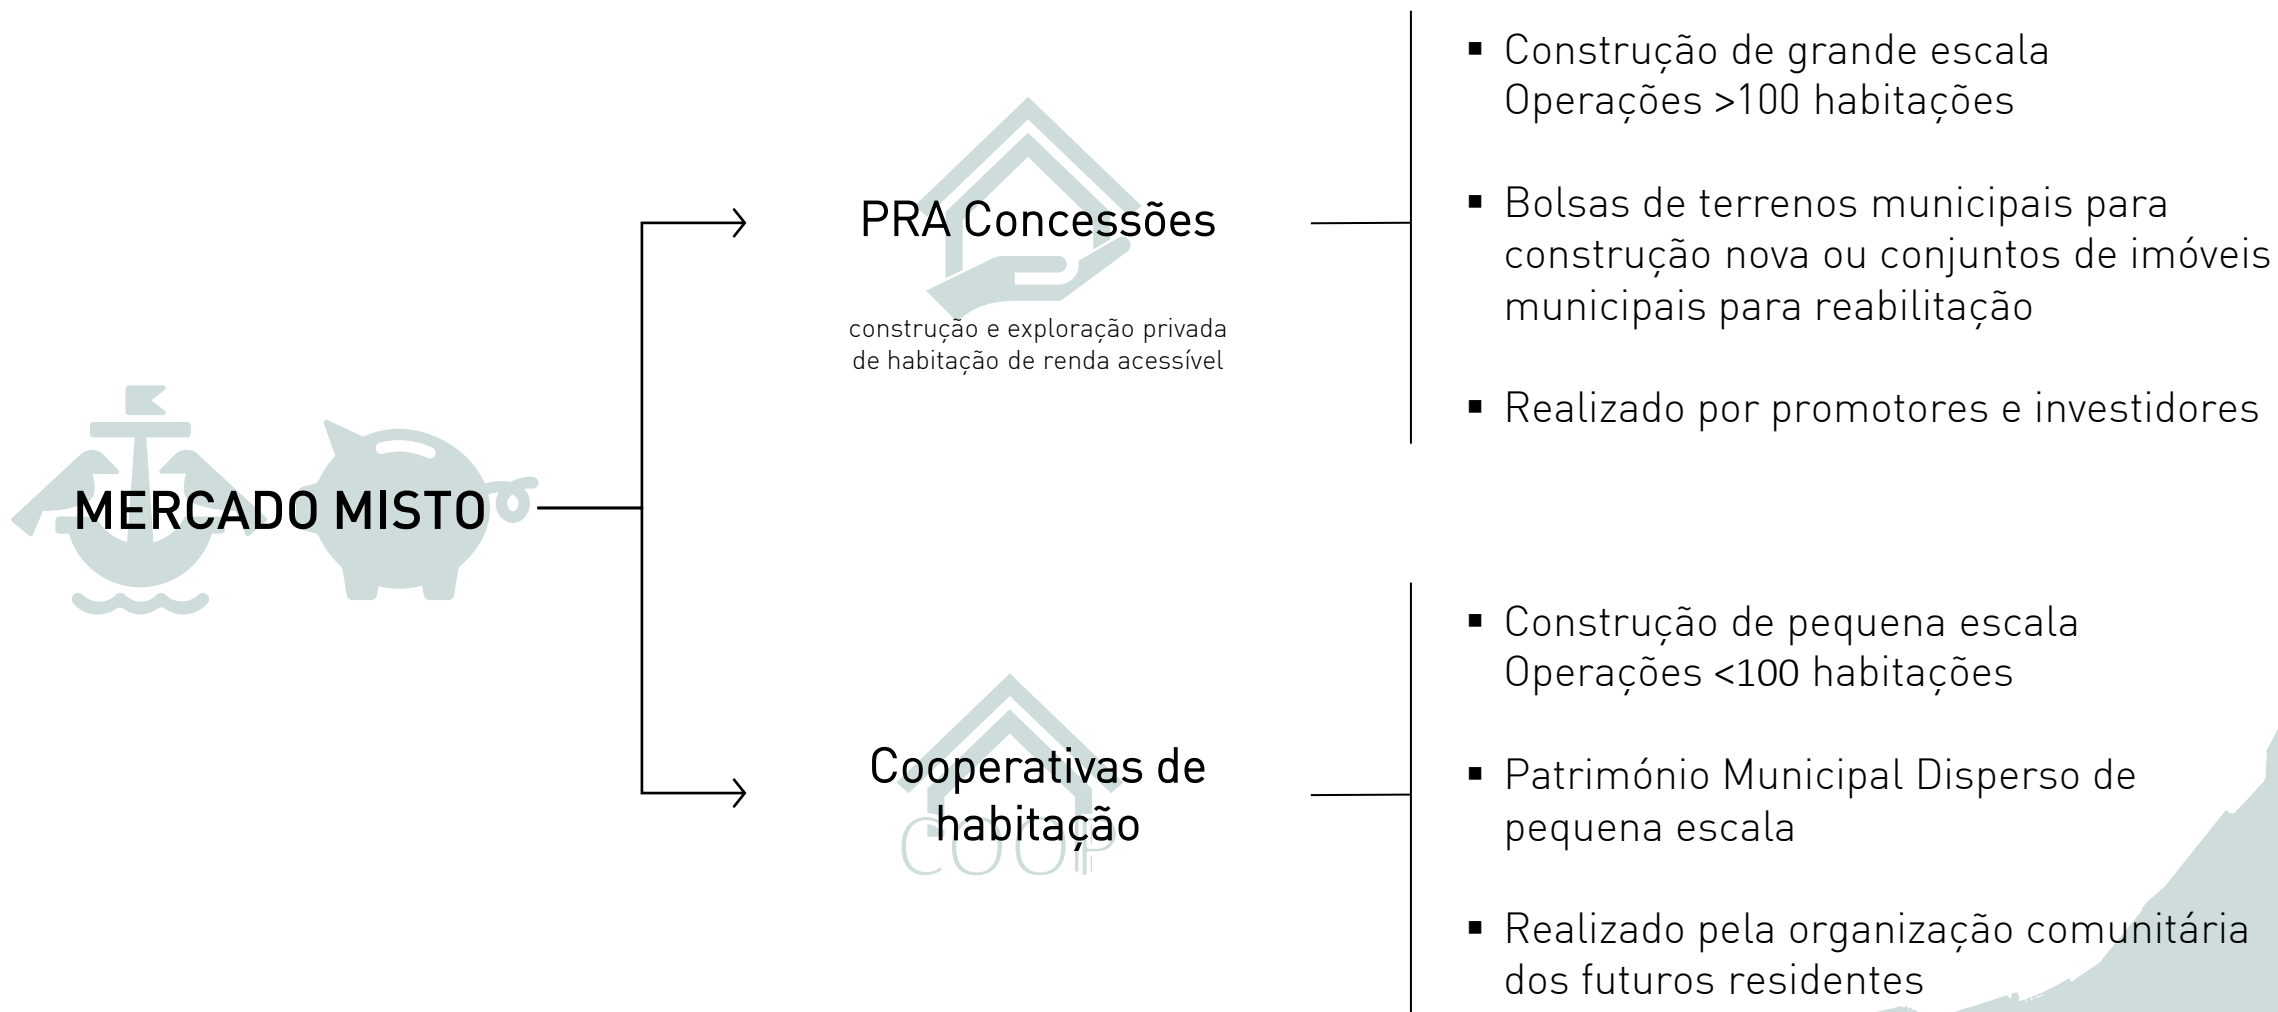 MERCADO MISTO
PRA Concessões
construção e exploração privada
de habitação de renda acessível
▪ Construção de grande escala
Operações >100 habitações
▪ Bolsas de terrenos municipais para
construção nova ou conjuntos de imóveis
municipais para reabilitação
▪ Realizado por promotores e investidores
Cooperativas de
habitação
COOP
▪ Construção de pequena escala
Operações <100 habitações
▪ Património Municipal Disperso de
pequena escala
▪ Realizado pela organização comunitária
dos futuros residentes